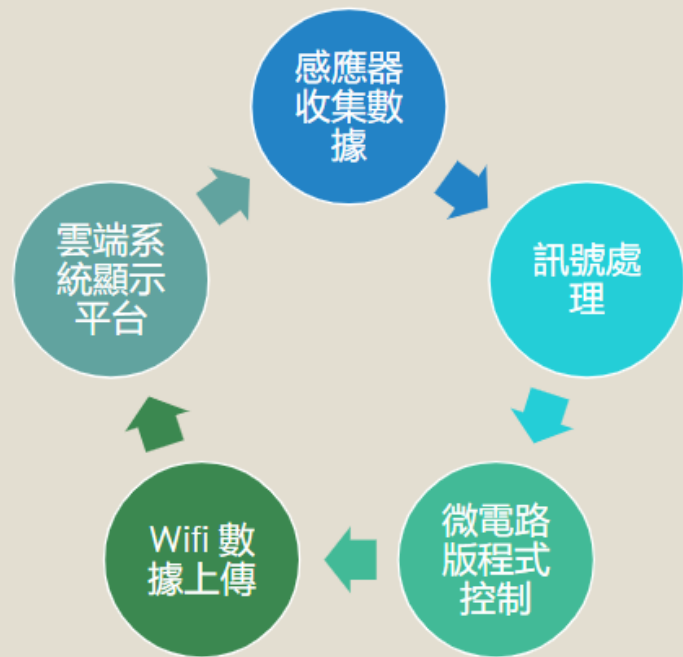 感應器
收集數
據
訊號處
理
微電路
版程式
控制
Wifi 數
據上傳
雲端系
統顯示
平台